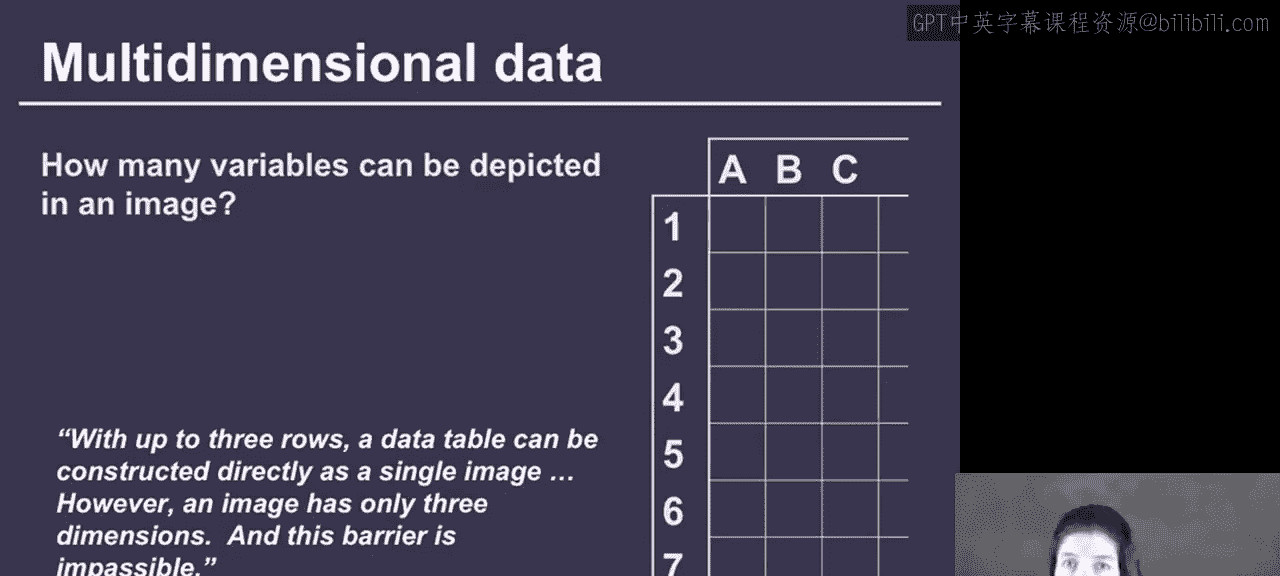 GPT中英字幕课程资源@bilibili.com
Multidimensional data
How many variables can be depicted
in an image?
“With up to three rows, a data table can be
constructed directly as a single image …
However, an image has only three
dimensions. And this barrier is
impassible.”
A B C
1
2
3
4
5
6
7